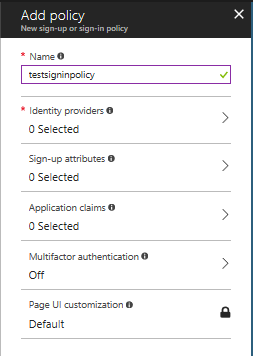 Add policy
New sign-up or sign-in policy
* Name
testsigninpolicy
* Identity providers
0 Selected
Sign-up attributes
0 Selected
Application claims
0 Selected
Multifactor authentication
Off
Page UI customization
Default